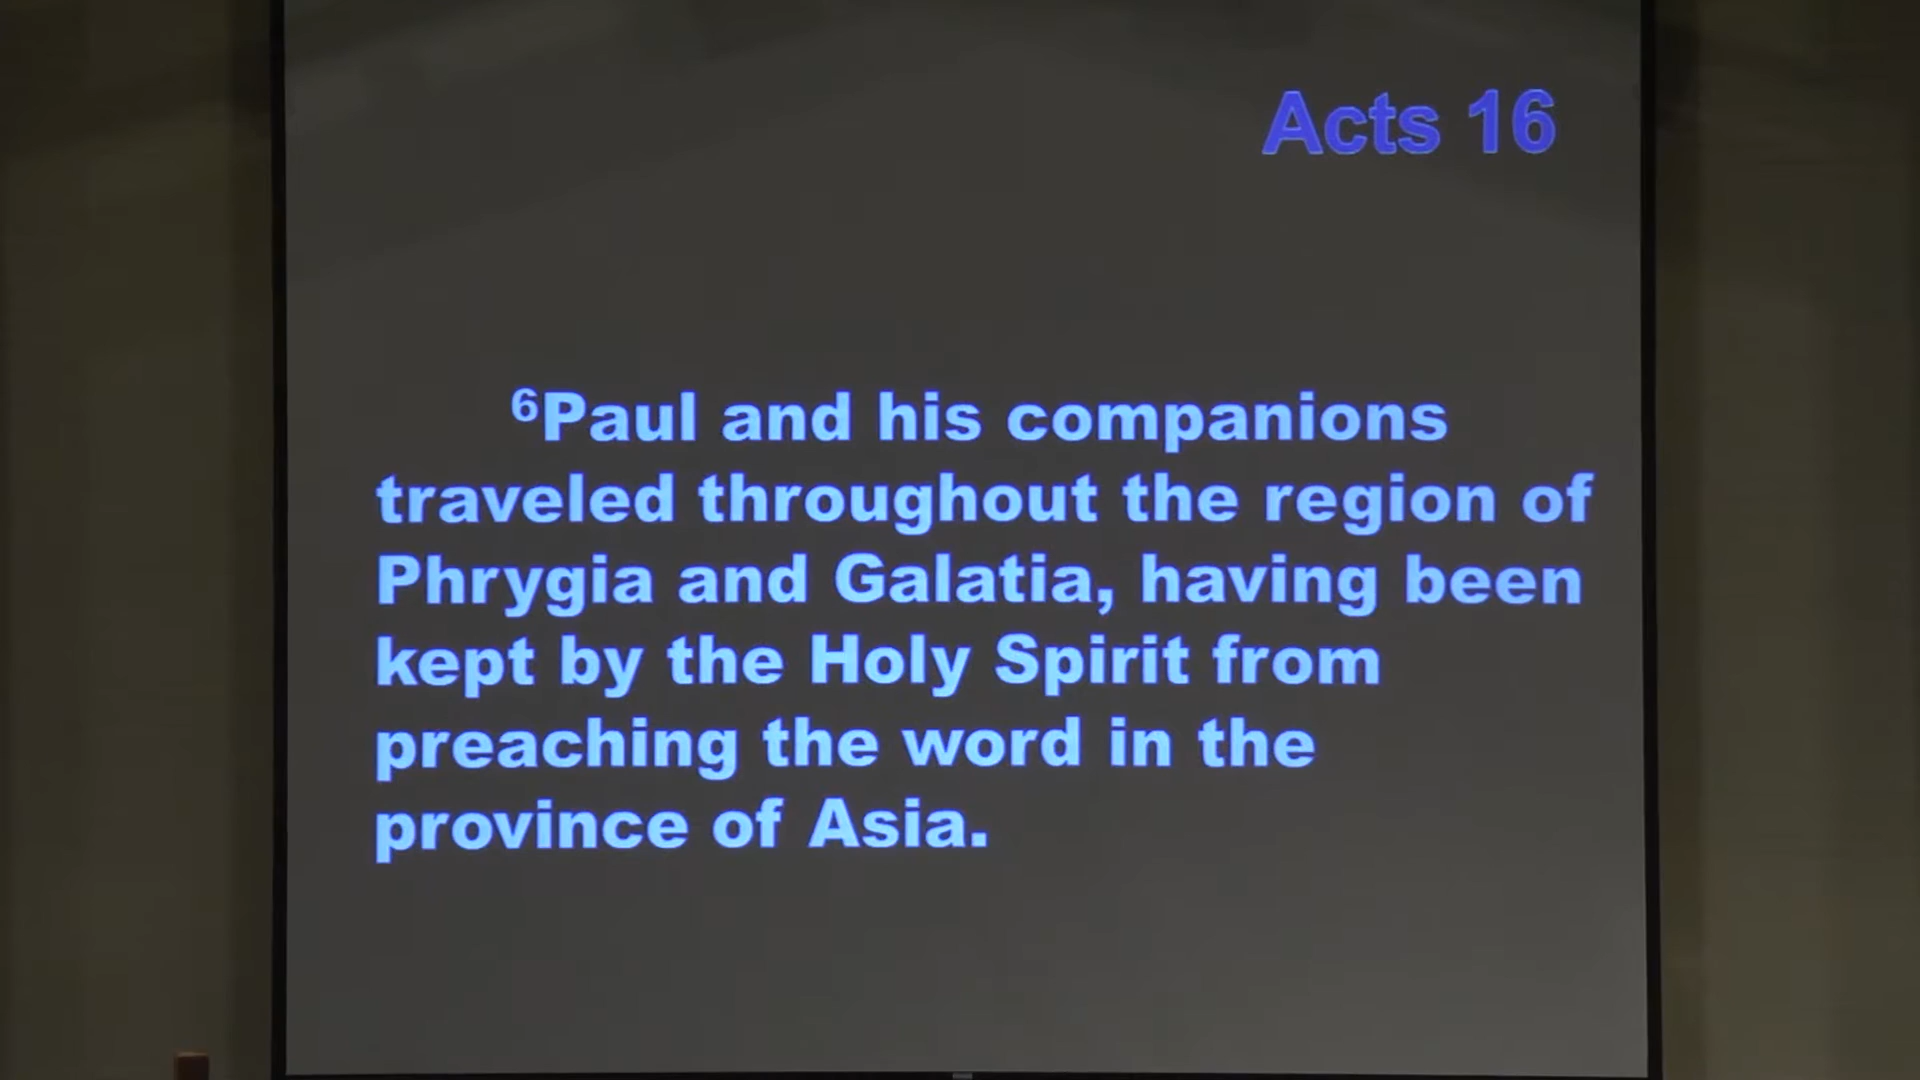 Acts 16
⁶Paul and his companions
traveled throughout the region of
Phrygia and Galatia, having been
kept by the Holy Spirit from
preaching the word in the
province of Asia.